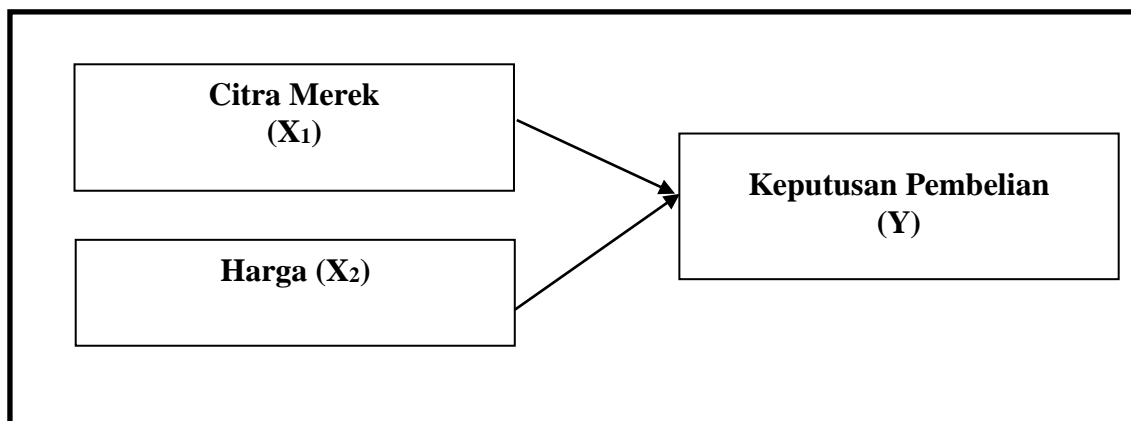 Citra Merek
(X₁)
Keputusan Pembelian
(Y)
Harga (X₂)